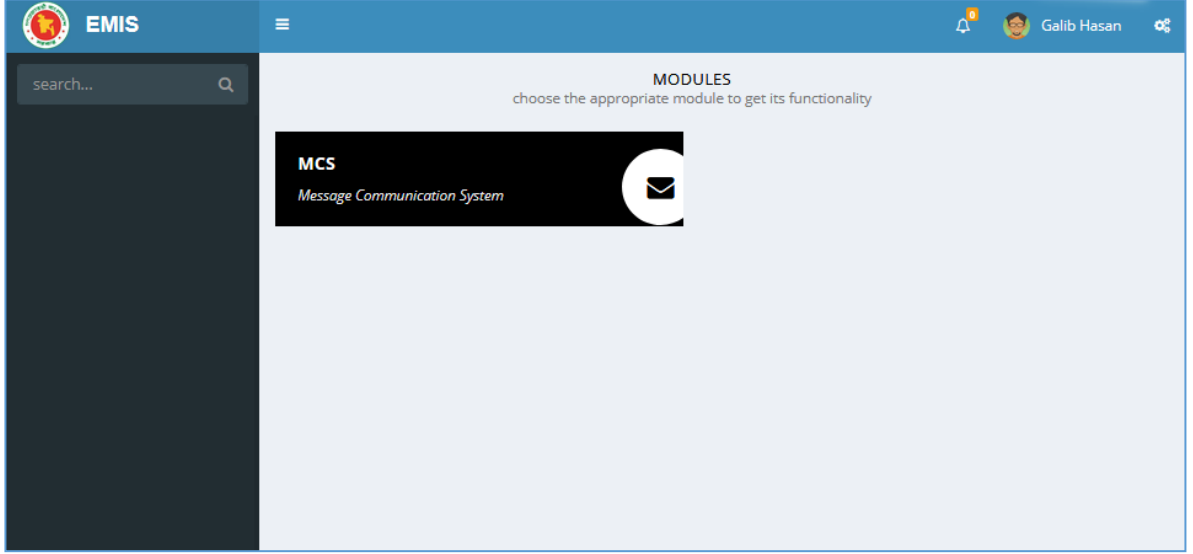 EMIS
0
Galib Hasan
search...
MODULES
choose the appropriate module to get its functionality
MCS
Message Communication System